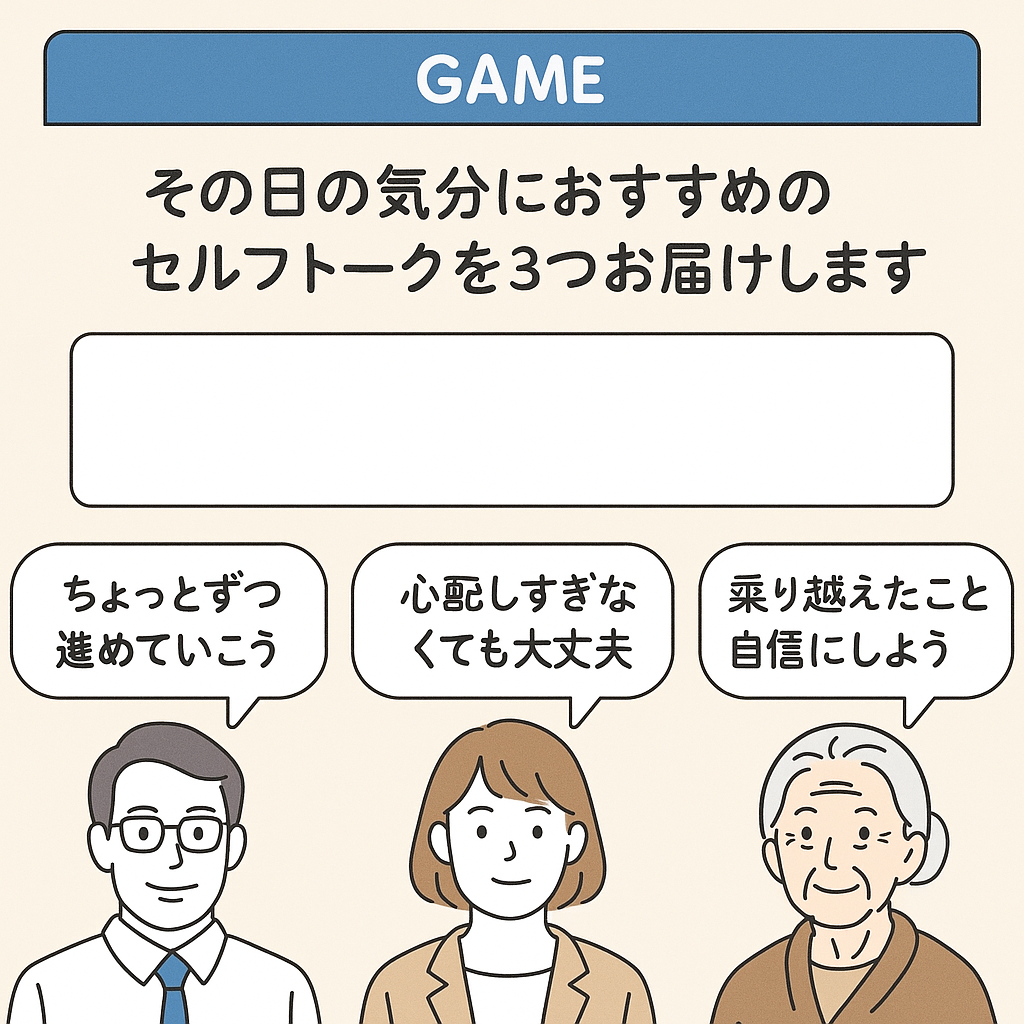 GAME
その日の気分におすすめの
セルフトークを3つお届けします
ちょっとずつ
進めていこう
心配しすぎな
くても大丈夫
乗り越えたこと
自信にしよう